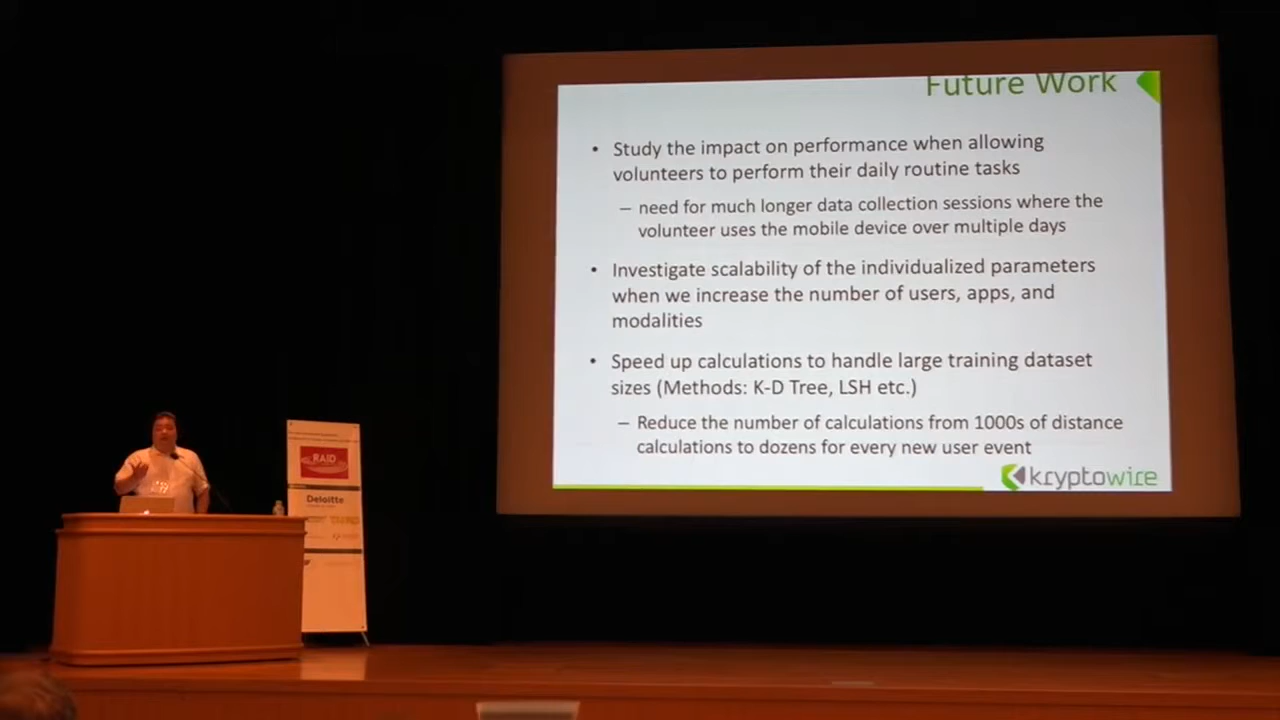 Future Work
• Study the impact on performance when allowing
volunteers to perform their daily routine tasks
– need for much longer data collection sessions where the
volunteer uses the mobile device over multiple days
• Investigate scalability of the individualized parameters
when we increase the number of users, apps, and
modalities
• Speed up calculations to handle large training dataset
sizes (Methods: K-D Tree, LSH etc.)
– Reduce the number of calculations from 1000s of distance
calculations to dozens for every new user event
kryptowire
RAID
Deloitte